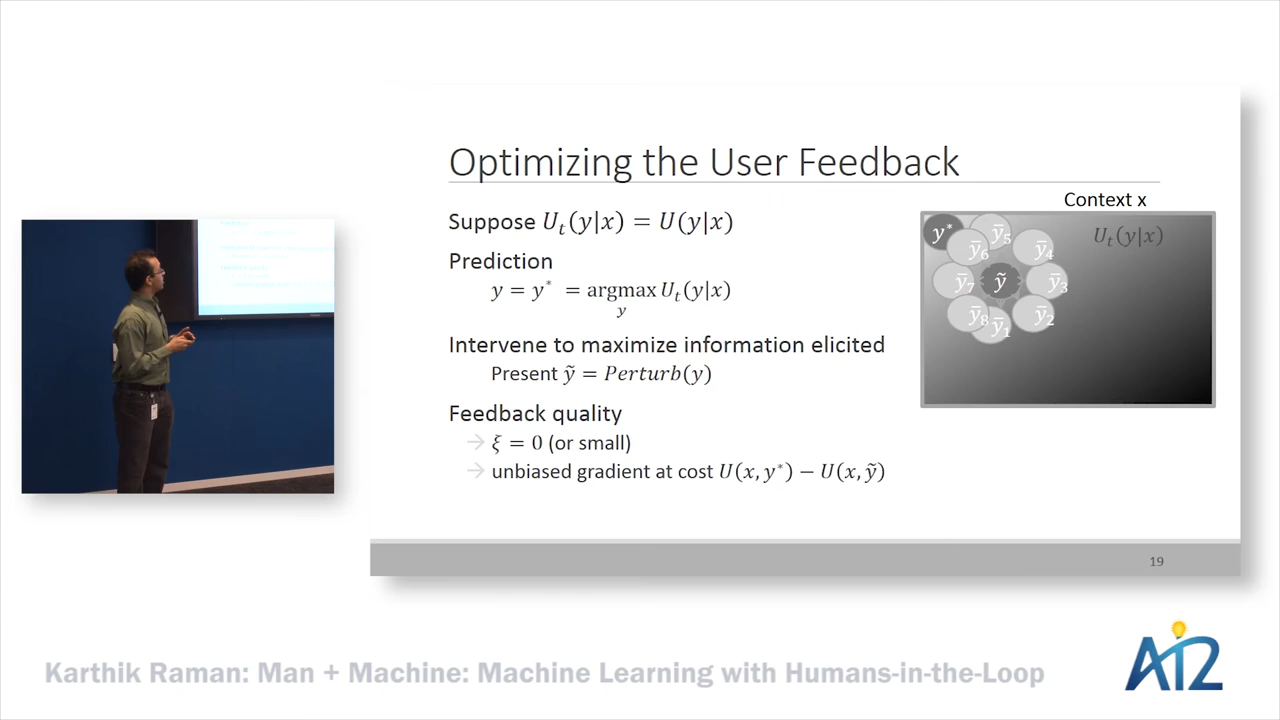 Optimizing the User Feedback
Context x
Suppose U_t(y|x) = U(y|x)
Prediction
y = y* = argmax U_t(y|x)
y
Intervene to maximize information elicited
Present ỹ = Perturb(y)
Feedback quality
→ ξ = 0 (or small)
→ unbiased gradient at cost U(x, y*) − U(x, ỹ)
y*
ȳ₅
U_t(y|x)
ȳ₆
ȳ₄
ȳ₇
ỹ
ȳ₃
ȳ₈
ȳ₂
ȳ₁
19
Karthik Raman: Man + Machine: Machine Learning with Humans-in-the-Loop
AI2